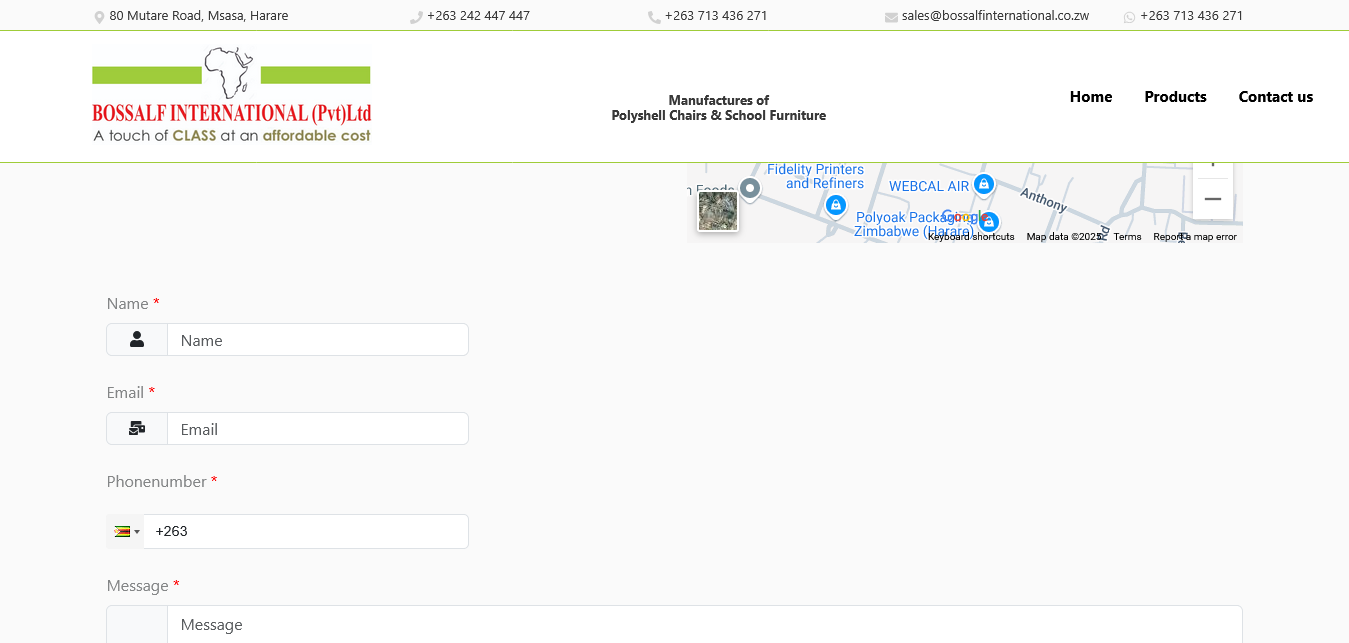 80 Mutare Road, Msasa, Harare
+263 242 447 447
+263 713 436 271
sales@bossalfinternational.co.zw
+263 713 436 271
BOSSALF INTERNATIONAL (Pvt)Ltd
A touch of CLASS at an affordable cost
Manufactures of
Polyshell Chairs & School Furniture
Home
Products
Contact us
Fidelity Printers
and Refiners
WEBCAL AIR
Anthony
Polyoak Packaging
Zimbabwe (Harare)
Google
Keyboard shortcuts
Map data ©2025
Terms
Report a map error
Name *
Name
Email *
Email
Phonenumber *
+263
Message *
Message